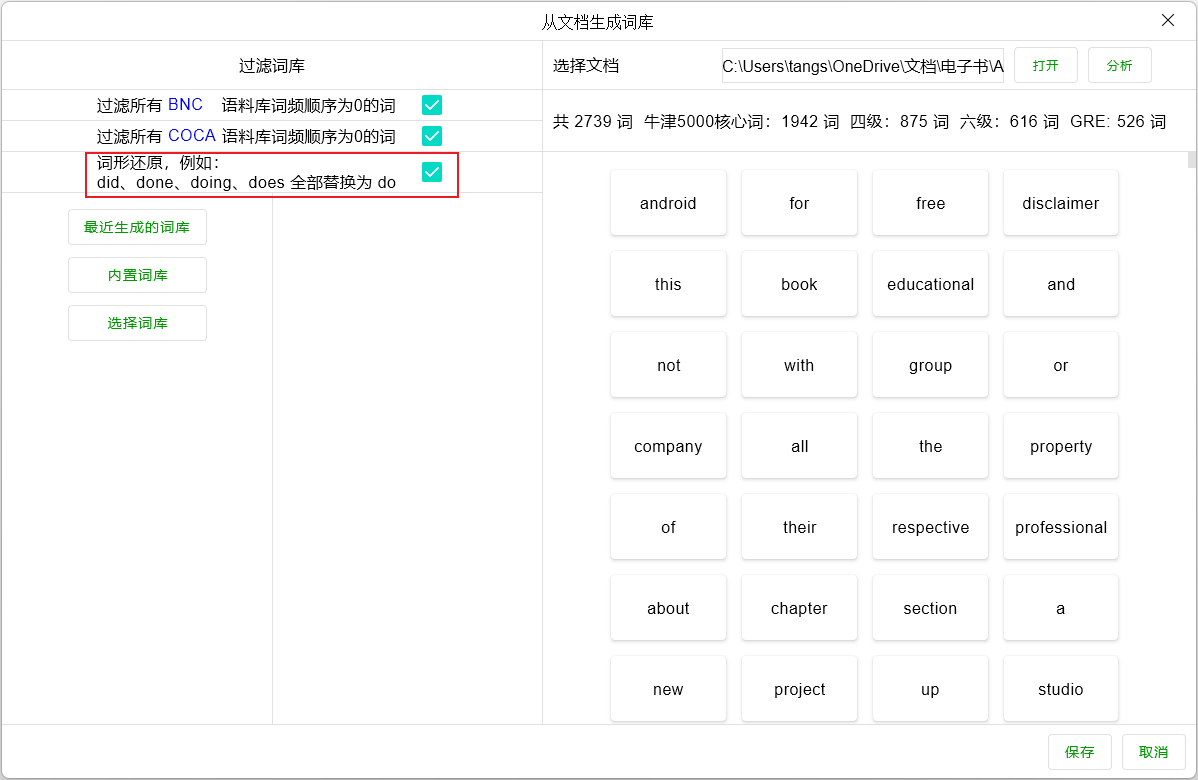 从文档生成词库
过滤词库
过滤所有 BNC 语料库词频顺序为0的词
过滤所有 COCA 语料库词频顺序为0的词
词形还原，例如：
did、done、doing、does 全部替换为 do
最近生成的词库
内置词库
选择词库
选择文档 C:\Users\tangs\OneDrive\文档\电子书\A 打开 分析
共 2739 词 牛津5000核心词：1942 词 四级：875 词 六级：616 词 GRE: 526 词
android for free disclaimer
this book educational and
not with group or
company all the property
of their respective professional
about chapter section a
new project up studio
保存 取消